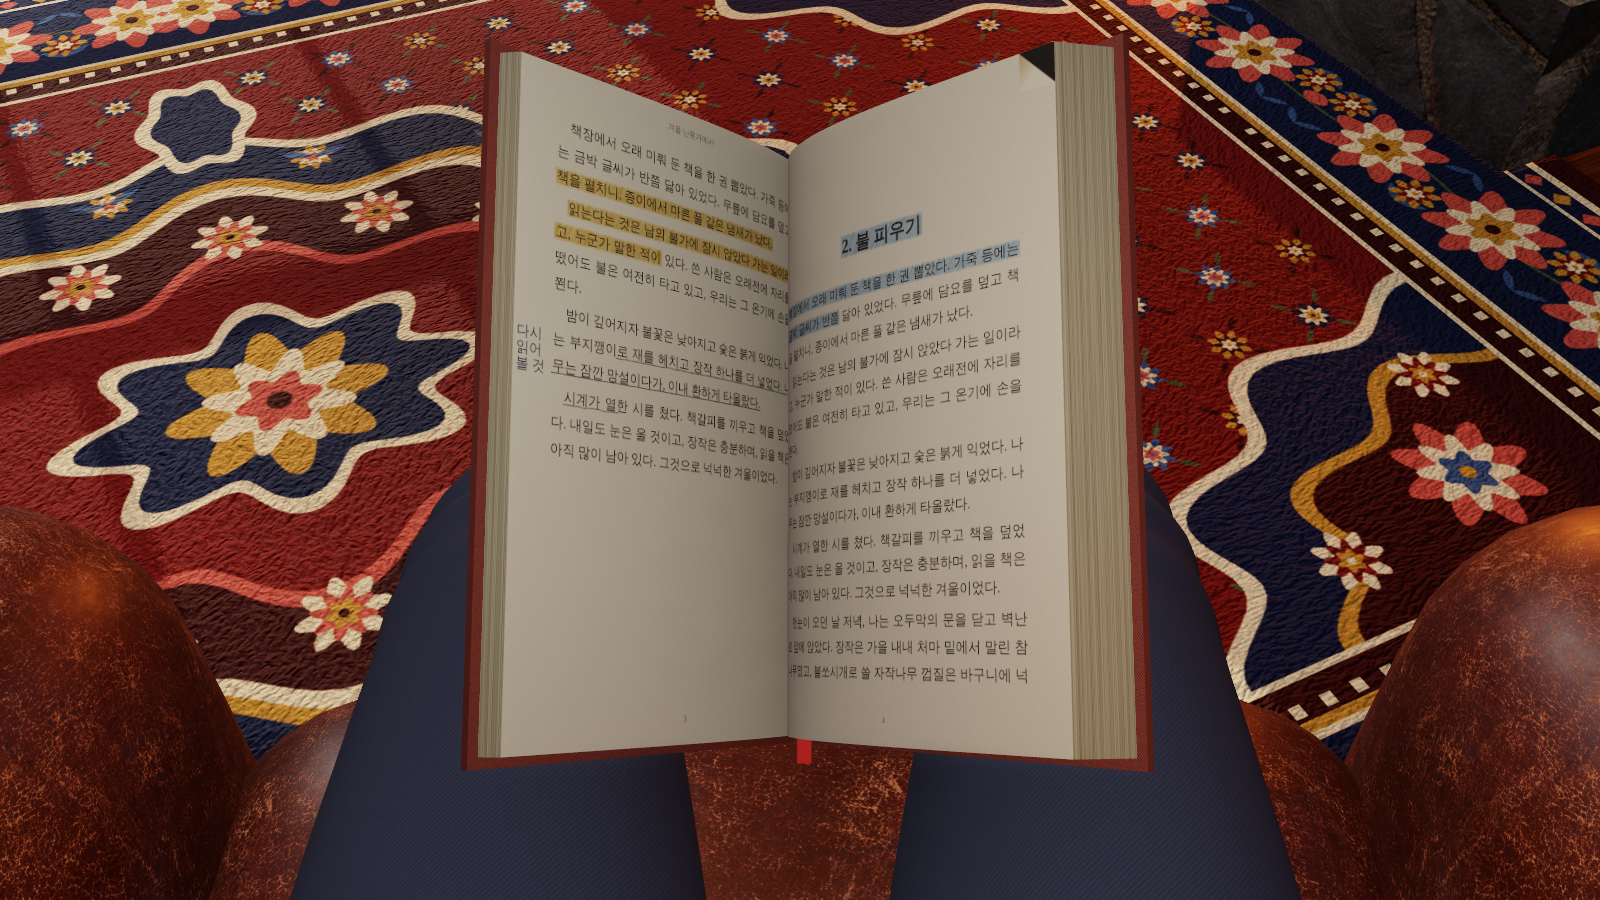 겨울 난롯가에서
책장에서 오래 미뤄 둔 책을 한 권 뽑았다. 가죽 등에
는 금박 글씨가 반쯤 닳아 있었다. 무릎에 담요를 덮고
책을 펼치니, 종이에서 마른 풀 같은 냄새가 났다.
읽는다는 것은 남의 불가에 잠시 앉았다 가는 일이라
고, 누군가 말한 적이 있다. 쓴 사람은 오래전에 자리를
떴어도 불은 여전히 타고 있고, 우리는 그 온기에 손을
쬔다.
밤이 깊어지자 불꽃은 낮아지고 숯은 붉게 익었다.
는 부지깽이로 재를 헤치고 장작 하나를 더 넣었다.
무는 잠깐 망설이다가, 이내 환하게 타올랐다.
시계가 열한 시를 쳤다. 책갈피를 끼우고 책을 덮었
다. 내일도 눈은 올 것이고, 장작은 충분하며, 읽을 책은
아직 많이 남아 있다. 그것으로 넉넉한 겨울이었다.
다시
읽어
볼 것
3
2. 불 피우기
책장에서 오래 미뤄 둔 책을 한 권 뽑았다. 가죽 등에는
금박 글씨가 반쯤 닳아 있었다. 무릎에 담요를 덮고 책
을 펼치니, 종이에서 마른 풀 같은 냄새가 났다.
읽는다는 것은 남의 불가에 잠시 앉았다 가는 일이라
고, 누군가 말한 적이 있다. 쓴 사람은 오래전에 자리를
떴어도 불은 여전히 타고 있고, 우리는 그 온기에 손을
쬔다.
밤이 깊어지자 불꽃은 낮아지고 숯은 붉게 익었다. 나
는 부지깽이로 재를 헤치고 장작 하나를 더 넣었다. 나
무는 잠깐 망설이다가, 이내 환하게 타올랐다.
시계가 열한 시를 쳤다. 책갈피를 끼우고 책을 덮었
다. 내일도 눈은 올 것이고, 장작은 충분하며, 읽을 책은
아직 많이 남아 있다. 그것으로 넉넉한 겨울이었다.
첫눈이 오던 날 저녁, 나는 오두막의 문을 닫고 벽난
로 앞에 앉았다. 장작은 가을 내내 처마 밑에서 말린 참
나무였고, 불쏘시개로 쓸 자작나무 껍질은 바구니에 넉
4